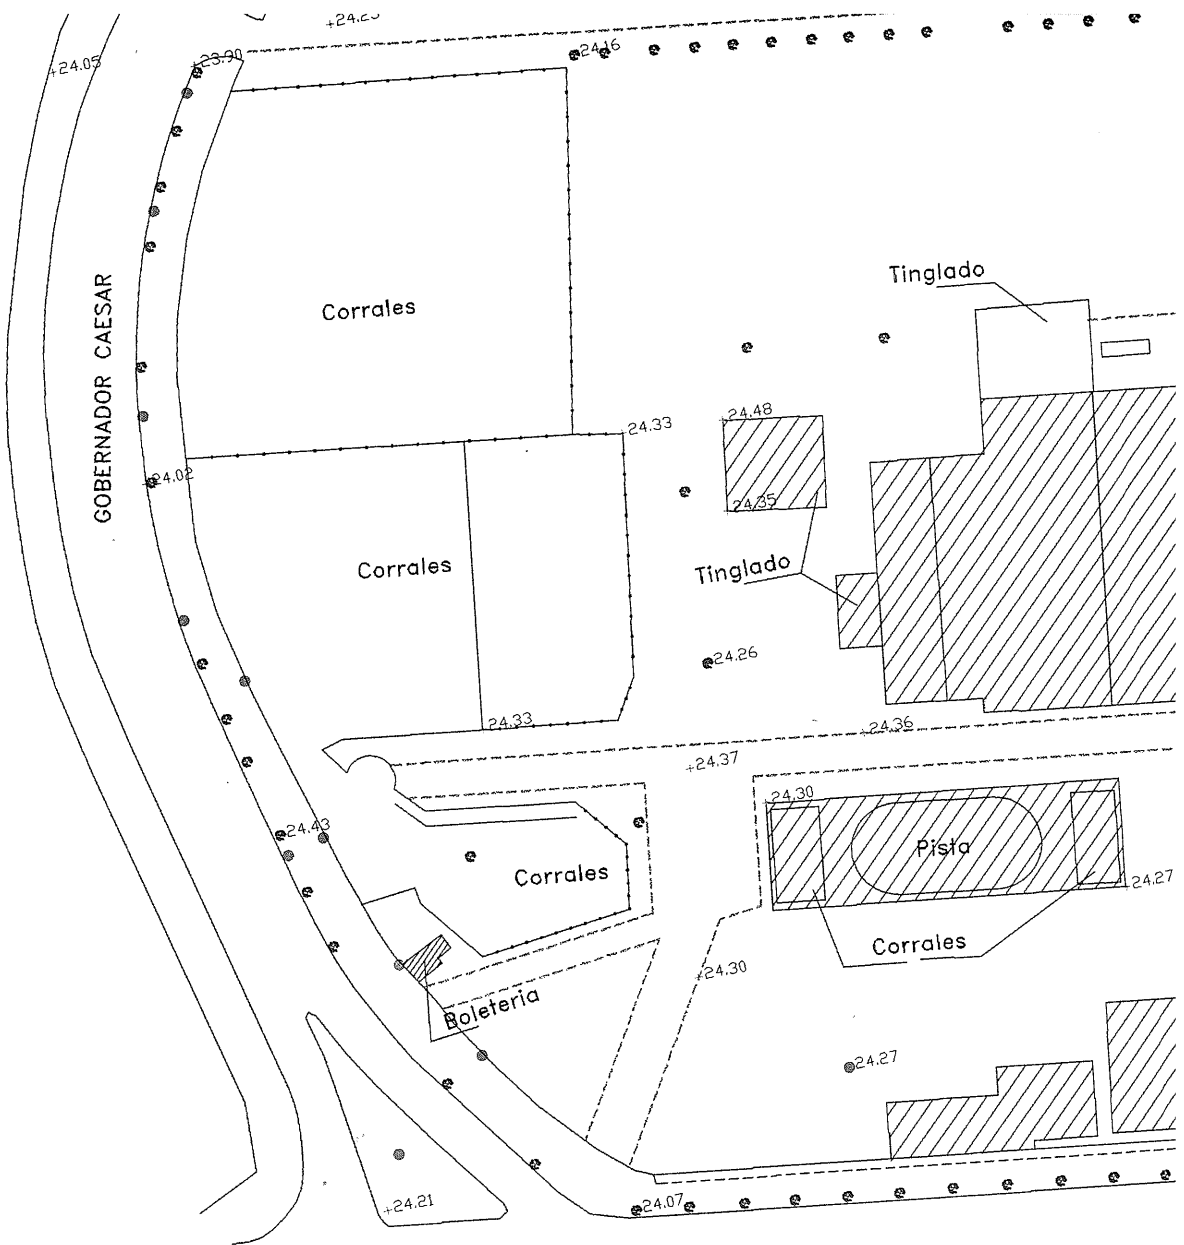 +24.05
+23.90
24.16
Tinglado
Corrales
GOBERNADOR CAESAR
24.48
24.33
24.02
24.35
Corrales
Tinglado
24.26
24.33
+24.36
+24.37
24.30
24.43
Pista
Corrales
+24.27
Corrales
+24.30
Boleteria
24.27
+24.21
24.07